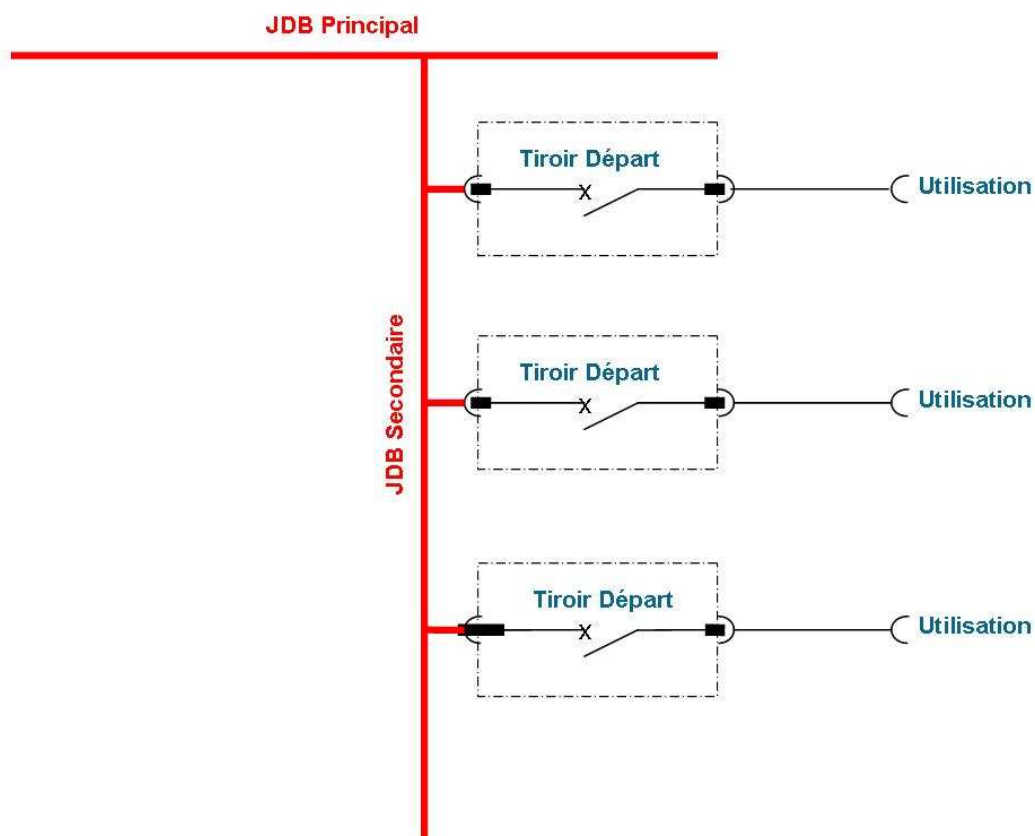 JDB Principal
Tiroir Départ
Utilisation
Tiroir Départ
Utilisation
JDB Secondaire
Tiroir Départ
Utilisation